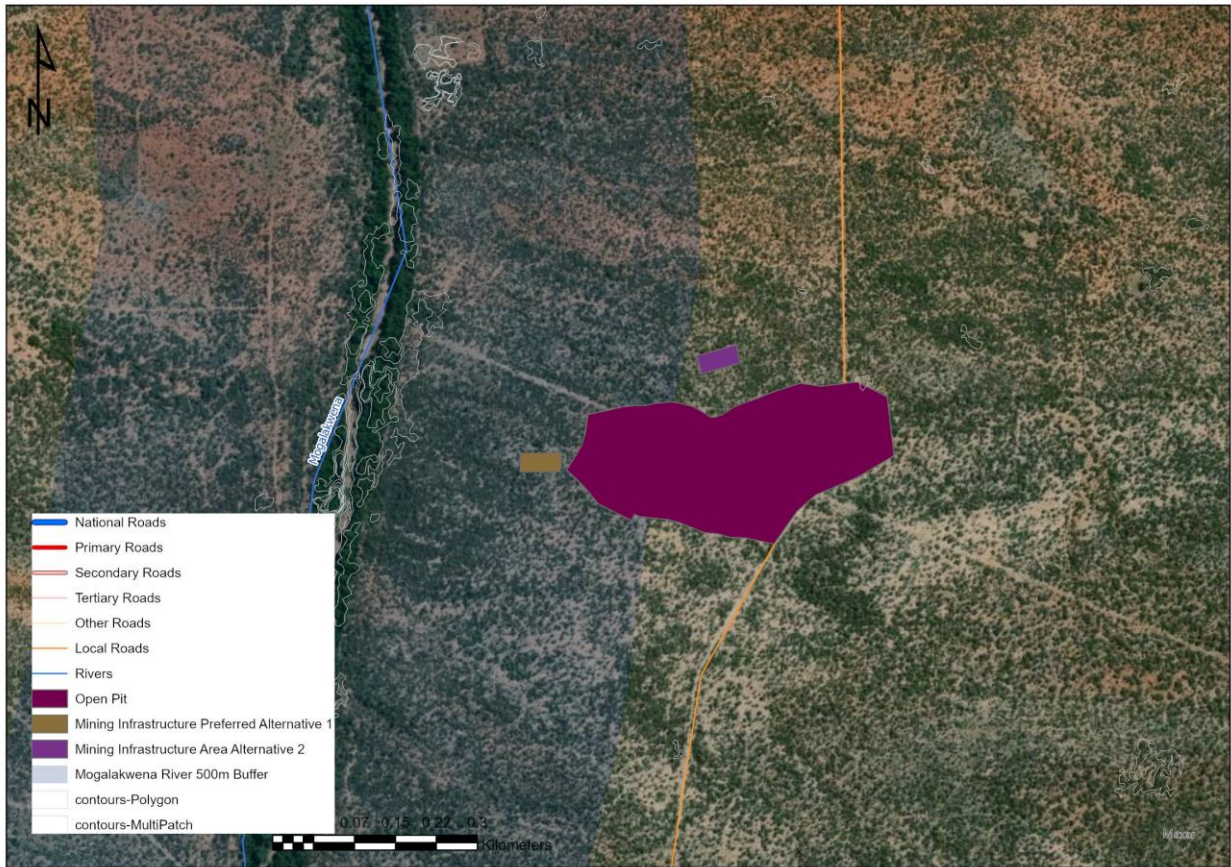 N
Mogalakwena
National Roads
Primary Roads
Secondary Roads
Tertiary Roads
Other Roads
Local Roads
Rivers
Open Pit
Mining Infrastructure Preferred Alternative 1
Mining Infrastructure Area Alternative 2
Mogalakwena River 500m Buffer
contours-Polygon
contours-MultiPatch
0.07 0.15 0.22 0.3
Kilometers
Maxar